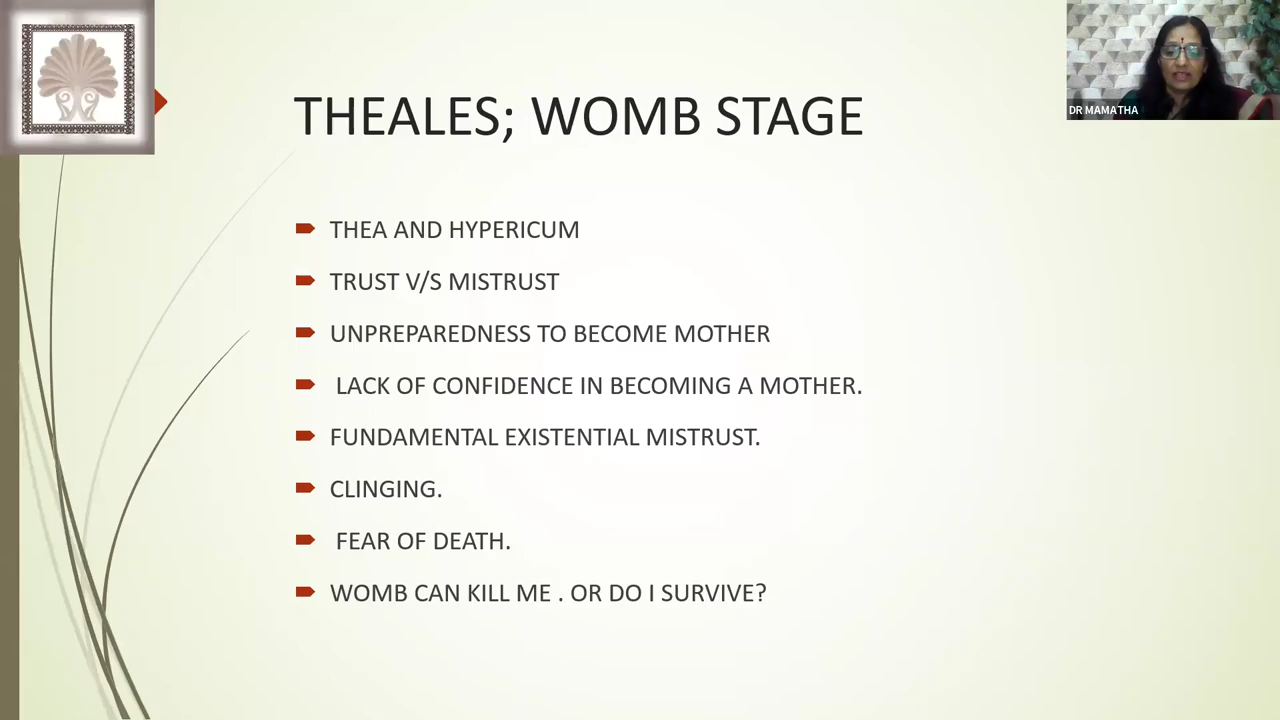 THEALES; WOMB STAGE
DR MAMATHA
THEA AND HYPERICUM
TRUST V/S MISTRUST
UNPREPAREDNESS TO BECOME MOTHER
LACK OF CONFIDENCE IN BECOMING A MOTHER.
FUNDAMENTAL EXISTENTIAL MISTRUST.
CLINGING.
FEAR OF DEATH.
WOMB CAN KILL ME . OR DO I SURVIVE?